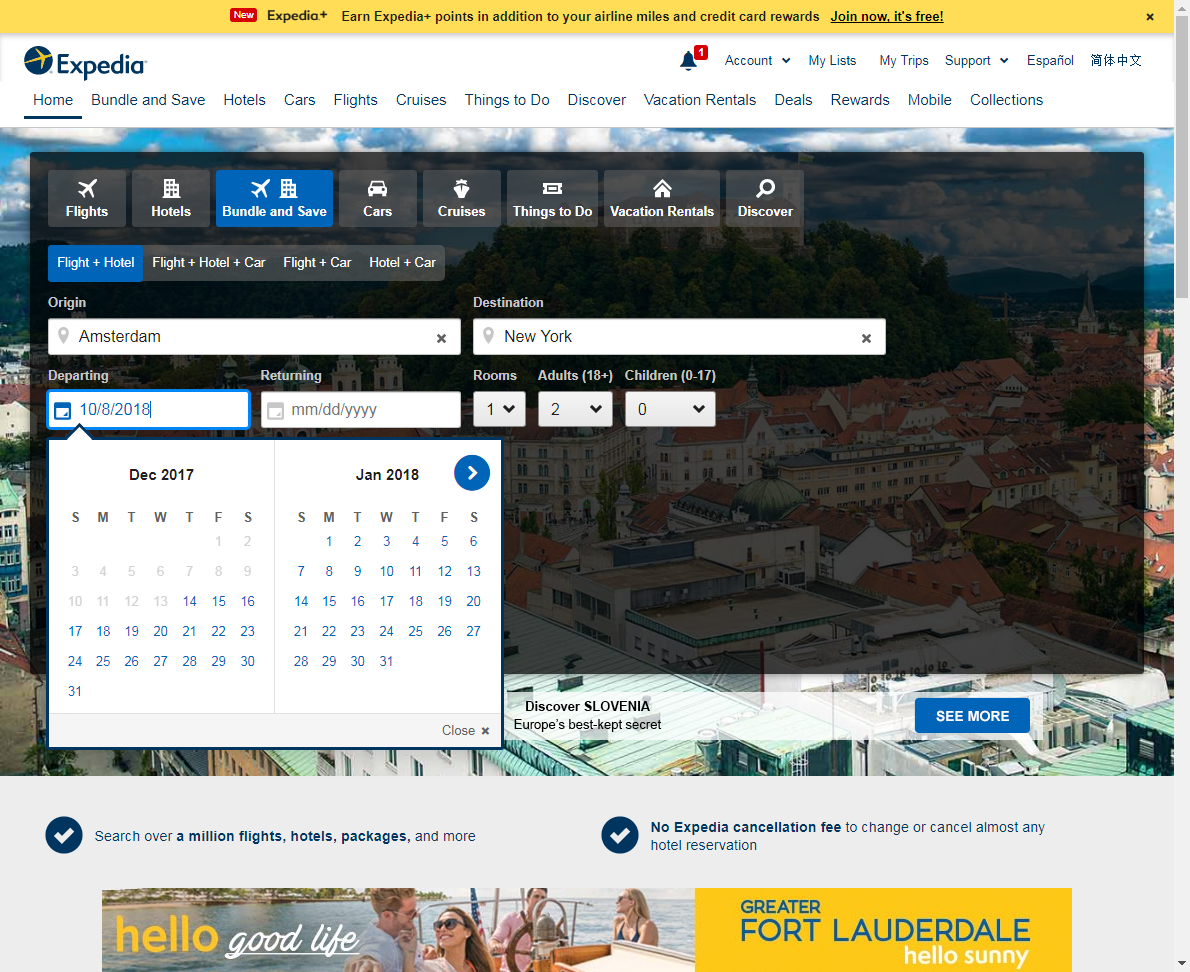 New Expedia+ Earn Expedia+ points in addition to your airline miles and credit card rewards Join now, it's free! ×
Expedia 1 Account My Lists My Trips Support Español 简体中文
Home Bundle and Save Hotels Cars Flights Cruises Things to Do Discover Vacation Rentals Deals Rewards Mobile Collections
Flights Hotels Bundle and Save Cars Cruises Things to Do Vacation Rentals Discover
Flight + Hotel Flight + Hotel + Car Flight + Car Hotel + Car
Origin Destination
Amsterdam × New York ×
Departing Returning Rooms Adults (18+) Children (0-17)
10/8/2018 mm/dd/yyyy 1 2 0
Dec 2017 Jan 2018
S M T W T F S S M T W T F S
1 2 1 2 3 4 5 6
3 4 5 6 7 8 9 7 8 9 10 11 12 13
10 11 12 13 14 15 16 14 15 16 17 18 19 20
17 18 19 20 21 22 23 21 22 23 24 25 26 27
24 25 26 27 28 29 30 28 29 30 31
31
Discover SLOVENIA
Europe's best-kept secret
SEE MORE
Close ×
Search over a million flights, hotels, packages, and more
No Expedia cancellation fee to change or cancel almost any
hotel reservation
hello good life
GREATER
FORT LAUDERDALE
hello sunny